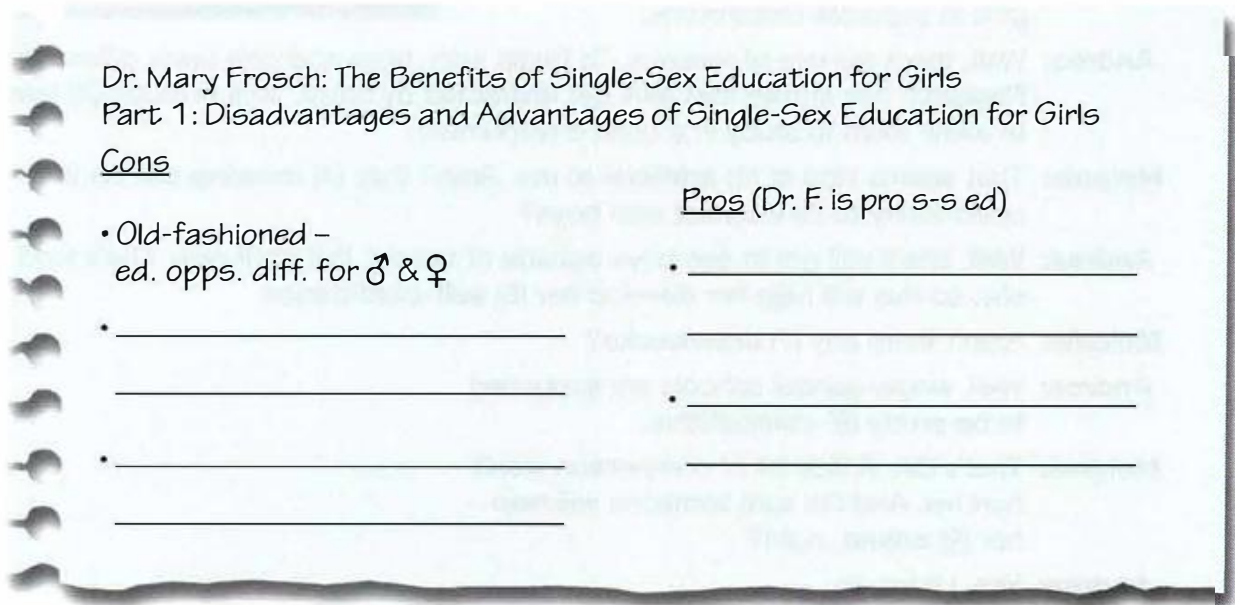 Dr. Mary Frosch: The Benefits of Single-Sex Education for Girls
Part 1: Disadvantages and Advantages of Single-Sex Education for Girls
Cons
• Old-fashioned –
ed. opps. diff. for ♂ & ♀
•
•
Pros (Dr. F. is pro s-s ed)
•
•